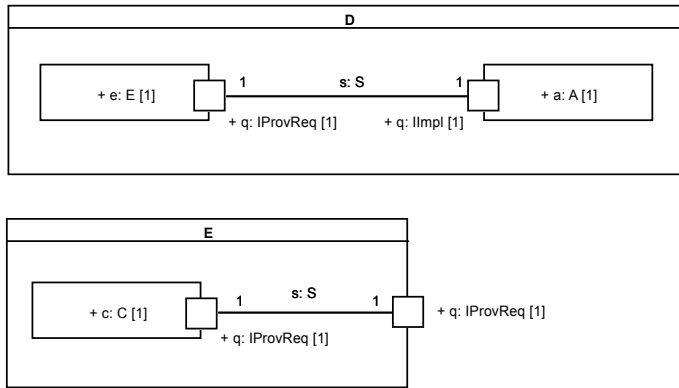 D
1 s: S 1
+ e: E [1] + a: A [1]
+ q: IProvReq [1] + q: IImpl [1]
E
1 s: S 1
+ c: C [1] + q: IProvReq [1]
+ q: IProvReq [1]